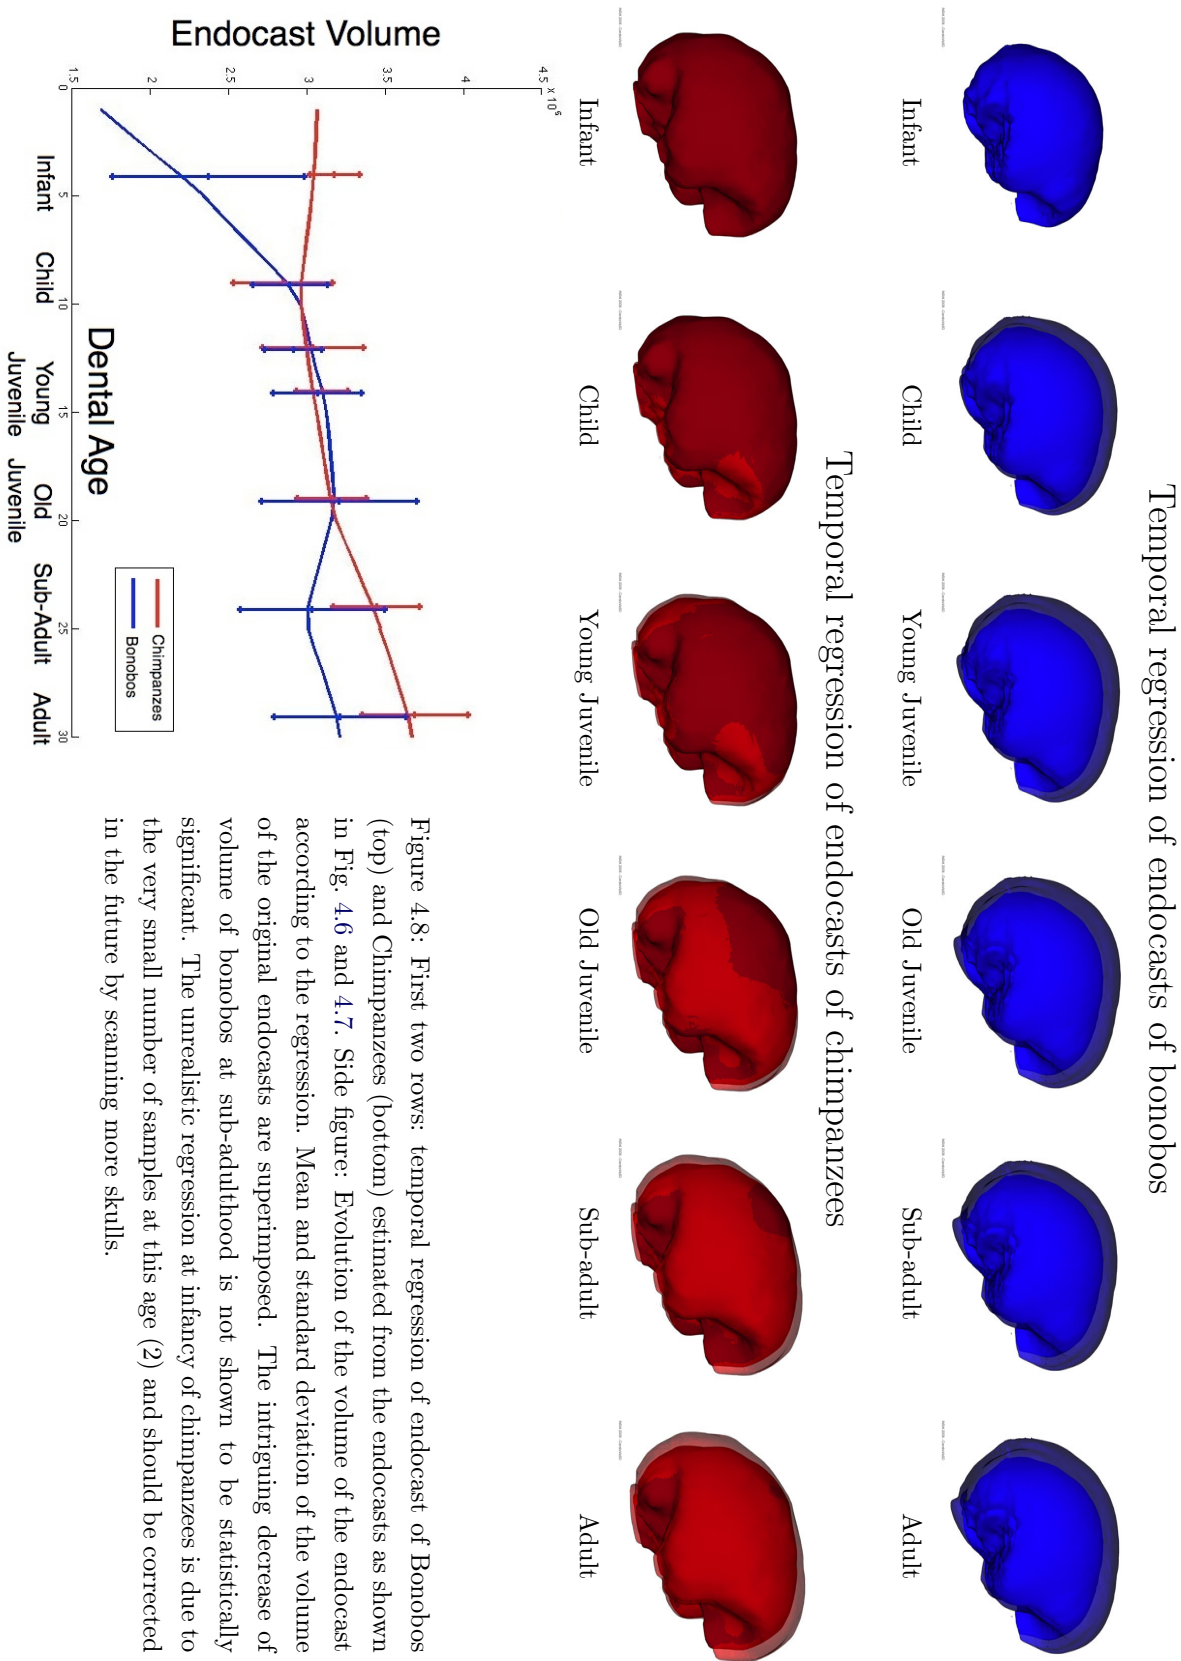 Temporal regression of endocasts of bonobos
Infant Child Young Juvenile Old Juvenile Sub-adult Adult
Temporal regression of endocasts of chimpanzees
Infant Child Young Juvenile Old Juvenile Sub-adult Adult
Endocast Volume
4.5 x 10^6
4
3.5
3
2.5
2
1.5
0 5 10 15 20 25 30
Infant Child Young Juvenile Old Juvenile Sub-Adult Adult
Dental Age
Chimpanzes
Bonobos
Figure 4.8: First two rows: temporal regression of endocast of Bonobos
(top) and Chimpanzes (bottom) estimated from the endocasts as shown
in Fig. 4.6 and 4.7. Side figure: Evolution of the volume of the endocast
according to the regression. Mean and standard deviation of the volume
of the original endocasts are superimposed. The intriguing decrease of
volume of bonobos at sub-adulthood is not shown to be statistically
significant. The unrealistic regression at infancy of chimpanzes is due to
the very small number of samples at this age (2) and should be corrected
in the future by scanning more skulls.